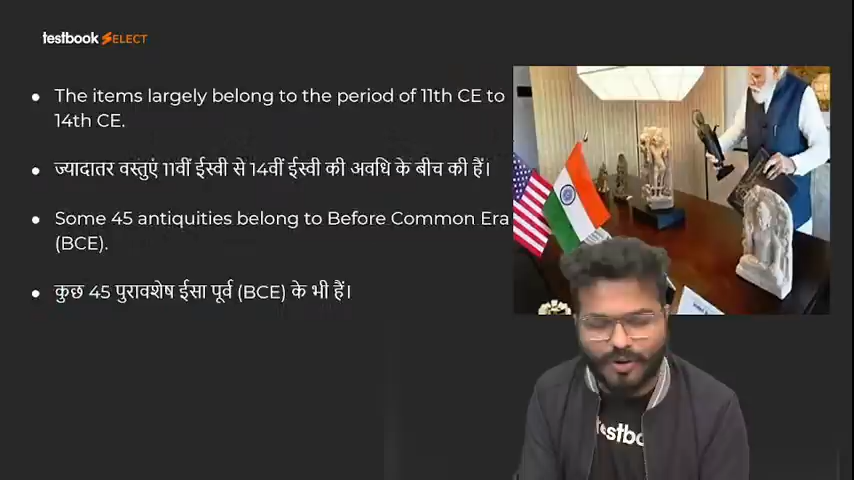 testbook SELECT
The items largely belong to the period of 11th CE to
14th CE.
ज्यादातर वस्तुएं 11वीं ईस्वी से 14वीं ईस्वी की अवधि के बीच की हैं।
Some 45 antiquities belong to Before Common Era
(BCE).
कुछ 45 पुरावशेष ईसा पूर्व (BCE) के भी हैं।